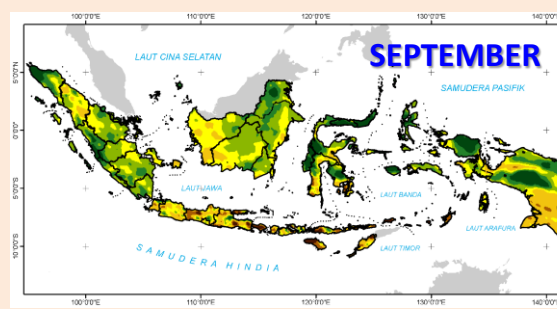 SEPTEMBER
LAUT CINA SELATAN
SAMUDERA PASIFIK
LAUT JAWA
LAUT BANDA
LAUT ARAFURA
LAUT TIMOR
SAMUDERA HINDIA
5°0'0"N
0°0'0"
5°0'0"S
10°0'0"S
100°0'0"E
110°0'0"E
120°0'0"E
130°0'0"E
140°0'